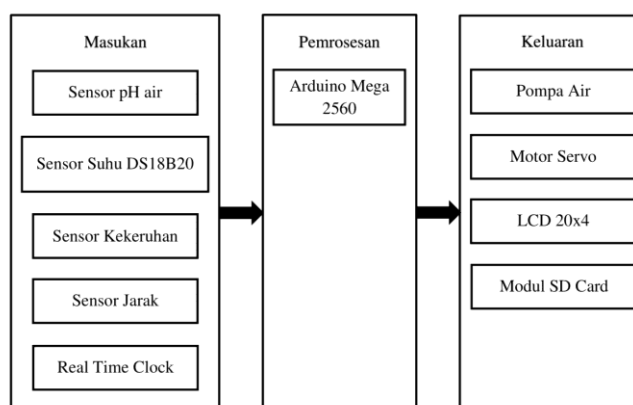 Masukan
Sensor pH air
Sensor Suhu DS18B20
Sensor Kekeruhan
Sensor Jarak
Real Time Clock
Pemrosesan
Arduino Mega
2560
Keluaran
Pompa Air
Motor Servo
LCD 20x4
Modul SD Card